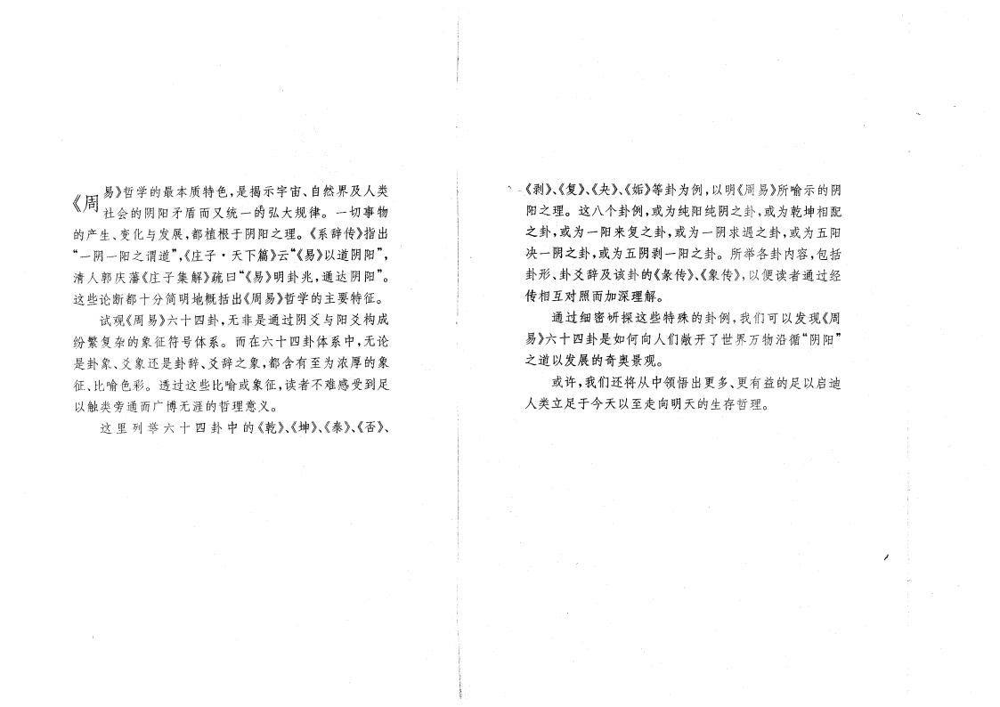 《周易》哲学的最本质特色，是揭示宇宙、自然界及人类
社会的阴阳矛盾而又统一的弘大规律。一切事物
的产生、变化与发展，都植根于阴阳之理。《系辞传》指出
“一阴一阳之谓道”，《庄子·天下篇》云“《易》以道阴阳”，
清人郭庆藩《庄子集解》疏曰“《易》明卦兆，通达阴阳”。
这些论断都十分简明地概括出《周易》哲学的主要特征。
试观《周易》六十四卦，无非是通过阴爻与阳爻构成
纷繁复杂的象征符号体系。而在六十四卦体系中，无论
是卦象、爻象还是卦辞、爻辞之象，都含有至为浓厚的象
征、比喻色彩。透过这些比喻或象征，读者不难感受到足
以触类旁通而广博无涯的哲理意义。
这里列举六十四卦中的《乾》、《坤》、《泰》、《否》、
《剥》、《复》、《夬》、《姤》等卦为例，以明《周易》所喻示的阴
阳之理。这八个卦例，或为纯阳纯阴之卦，或为乾坤相配
之卦，或为一阳来复之卦，或为一阴求遇之卦，或为五阳
决一阴之卦，或为五阴剥一阳之卦。所举各卦内容，包括
卦形、卦爻辞及该卦的《彖传》、《象传》，以便读者通过经
传相互对照而加深理解。
通过细密研探这些特殊的卦例，我们可以发现《周
易》六十四卦是如何向人们敞开了世界万物沿循“阴阳”
之道以发展的奇奥景观。
或许，我们还将从中领悟出更多、更有益的足以启迪
人类立足于今天以至走向明天的生存哲理。